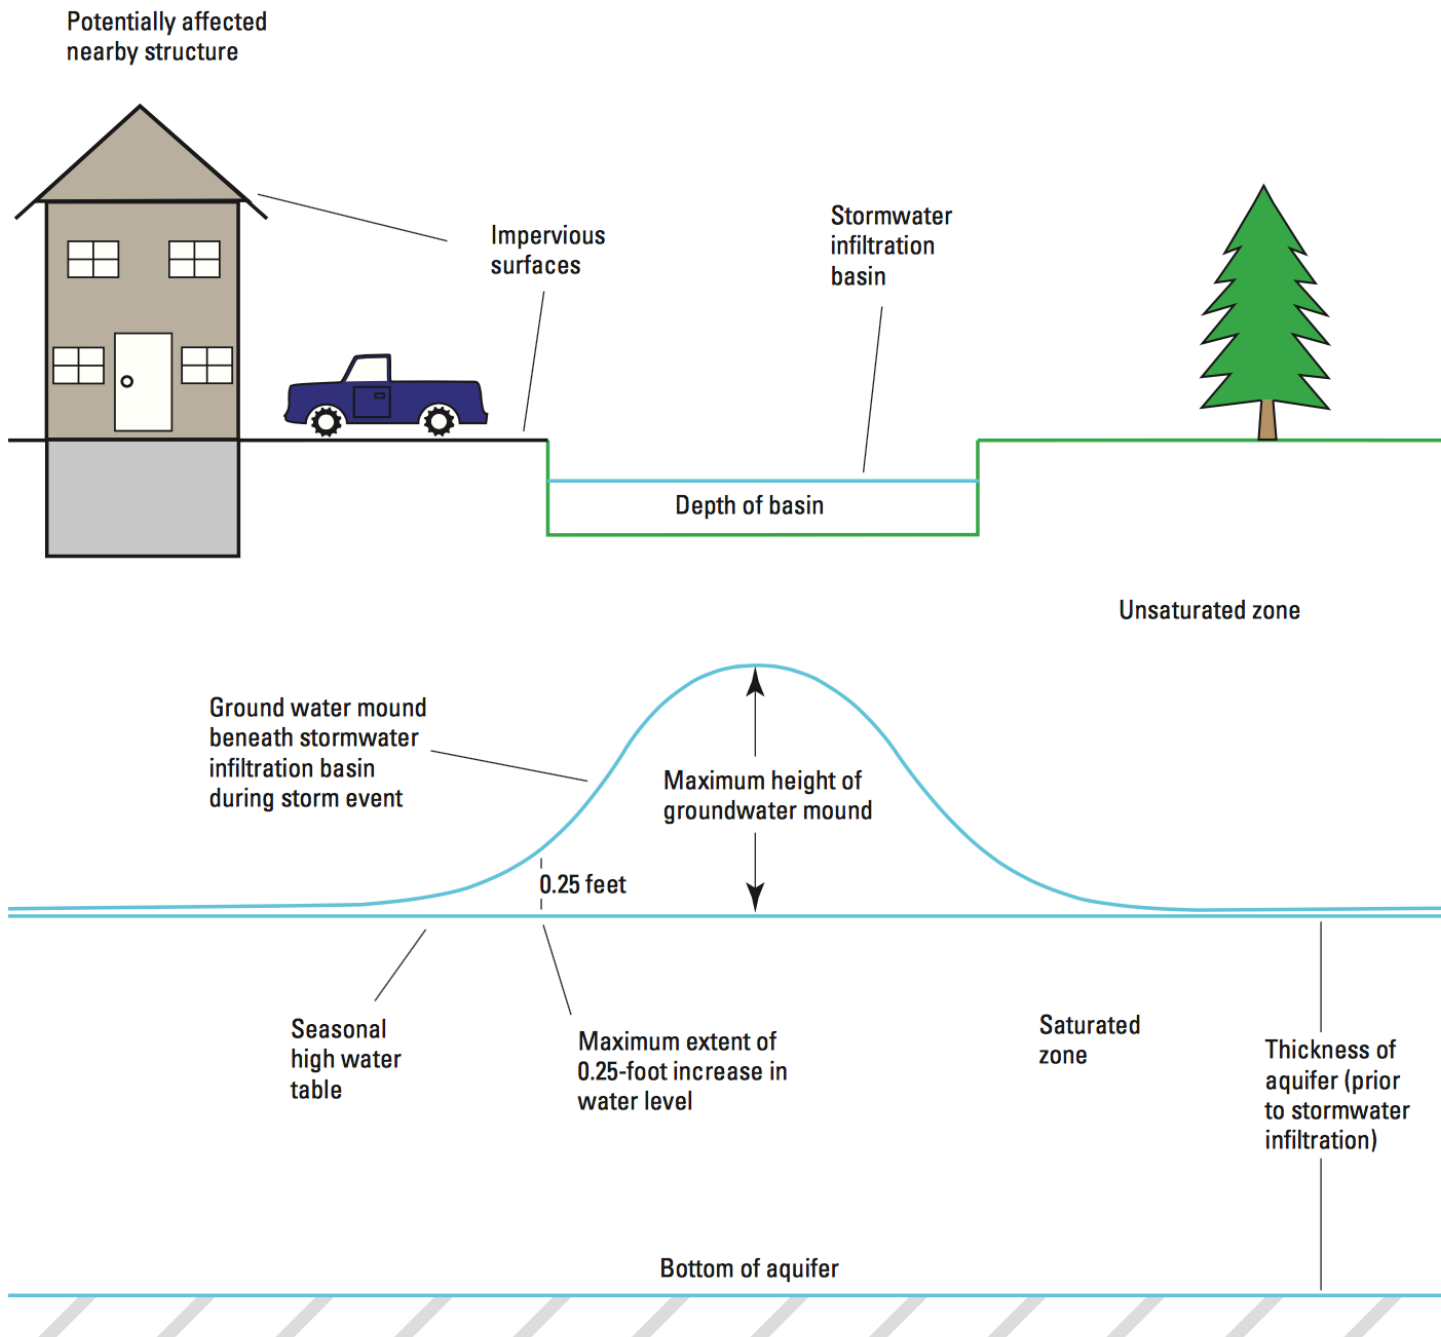 Potentially affected
nearby structure
Impervious
surfaces
Stormwater
infiltration
basin
Depth of basin
Unsaturated zone
Ground water mound
beneath stormwater
infiltration basin
during storm event
Maximum height of
groundwater mound
0.25 feet
Seasonal
high water
table
Maximum extent of
0.25-foot increase in
water level
Saturated
zone
Thickness of
aquifer (prior
to stormwater
infiltration)
Bottom of aquifer